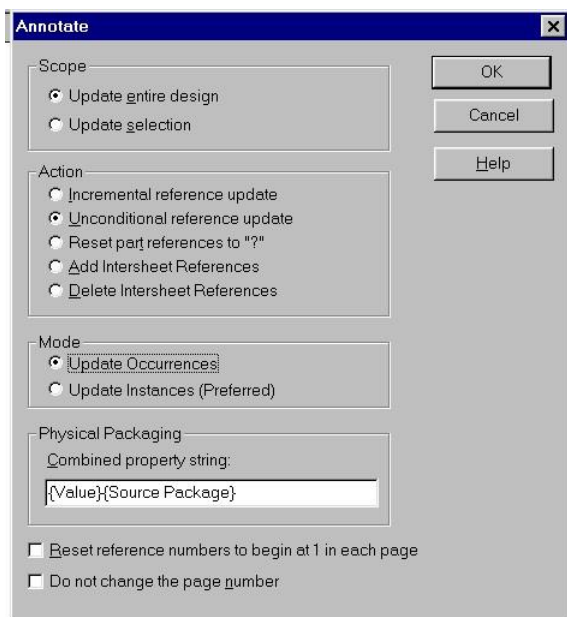 Annotate
Scope
Update entire design
Update selection
OK
Cancel
Help
Action
Incremental reference update
Unconditional reference update
Reset part references to "?"
Add Intersheet References
Delete Intersheet References
Mode
Update Occurrences
Update Instances (Preferred)
Physical Packaging
Combined property string:
{Value}{Source Package}
Reset reference numbers to begin at 1 in each page
Do not change the page number